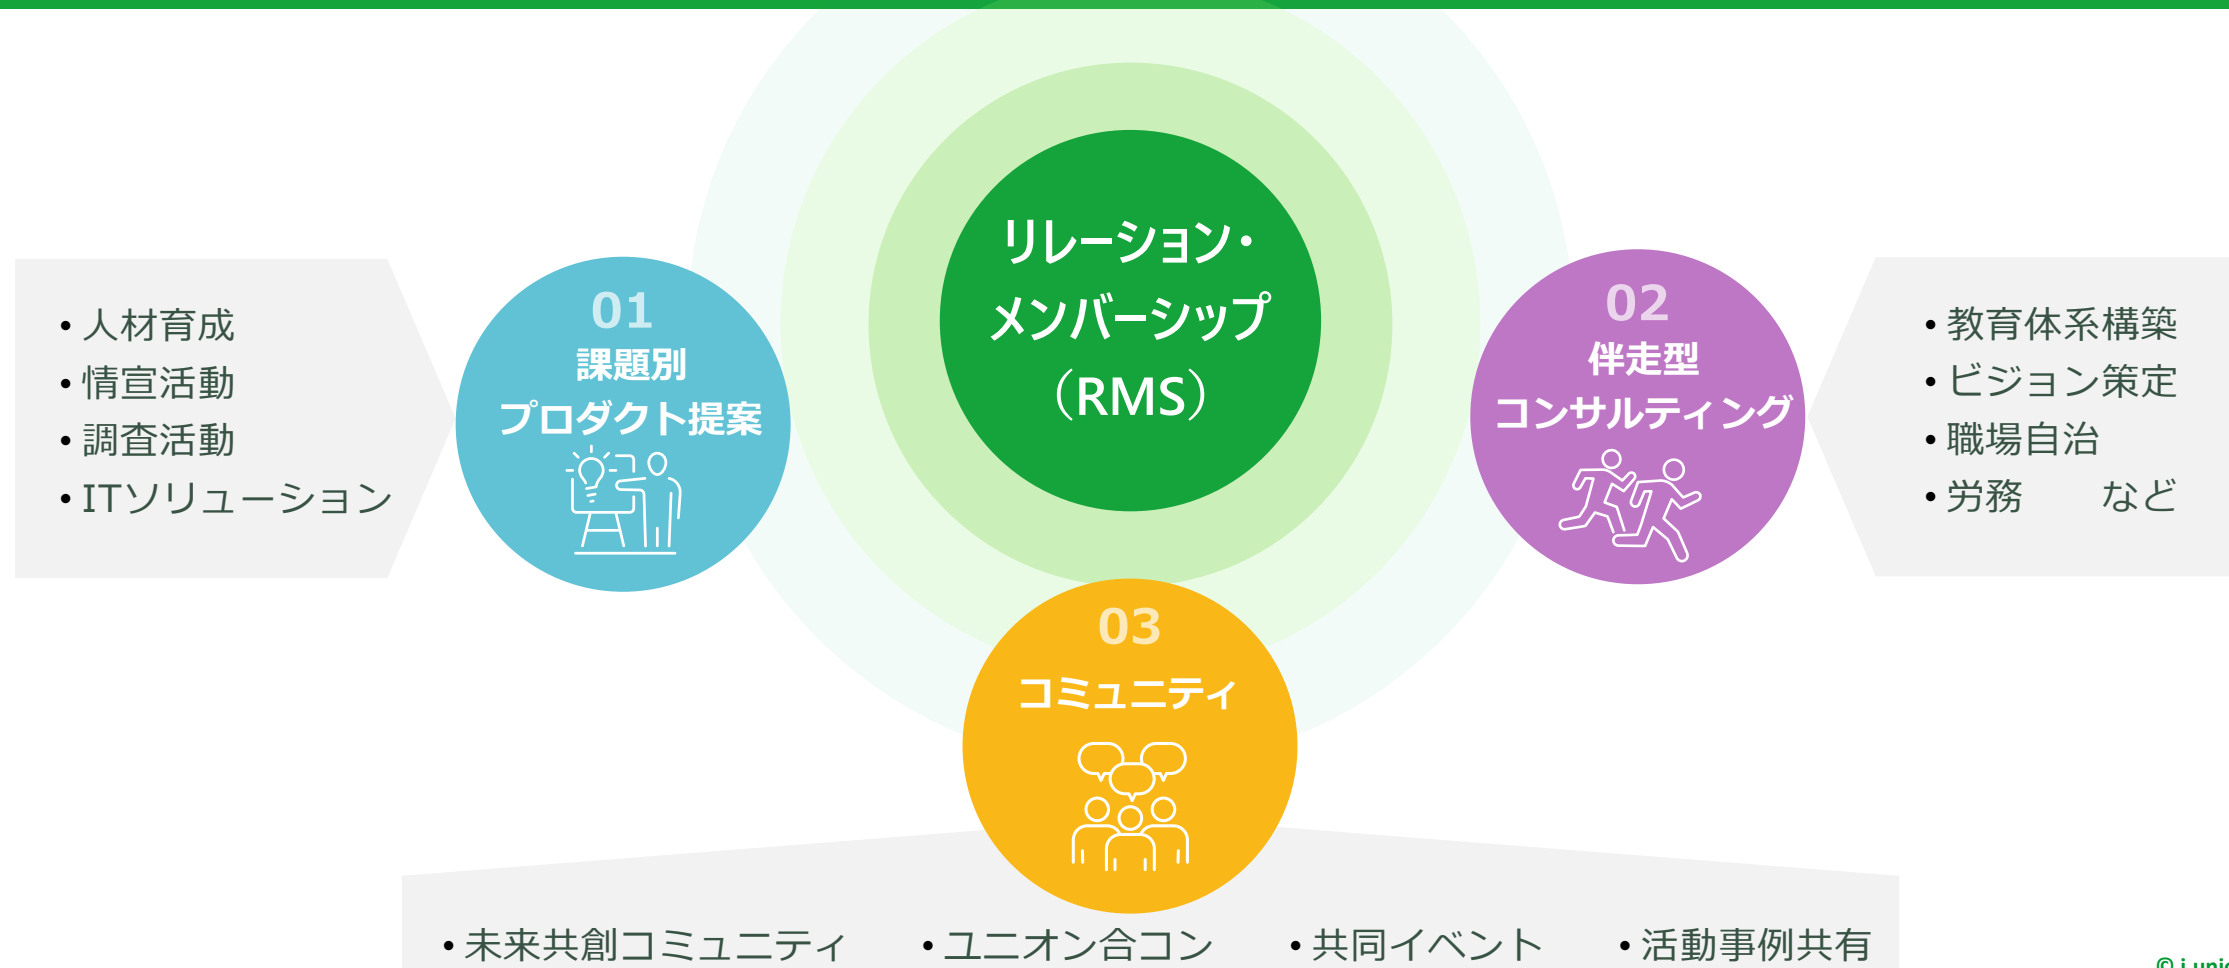 リレーション・
メンバーシップ
（RMS）
01
課題別
プロダクト提案
• 人材育成
• 情宣活動
• 調査活動
• ITソリューション
02
伴走型
コンサルティング
• 教育体系構築
• ビジョン策定
• 職場自治
• 労務　　など
03
コミュニティ
• 未来共創コミュニティ
• ユニオン合コン
• 共同イベント
• 活動事例共有